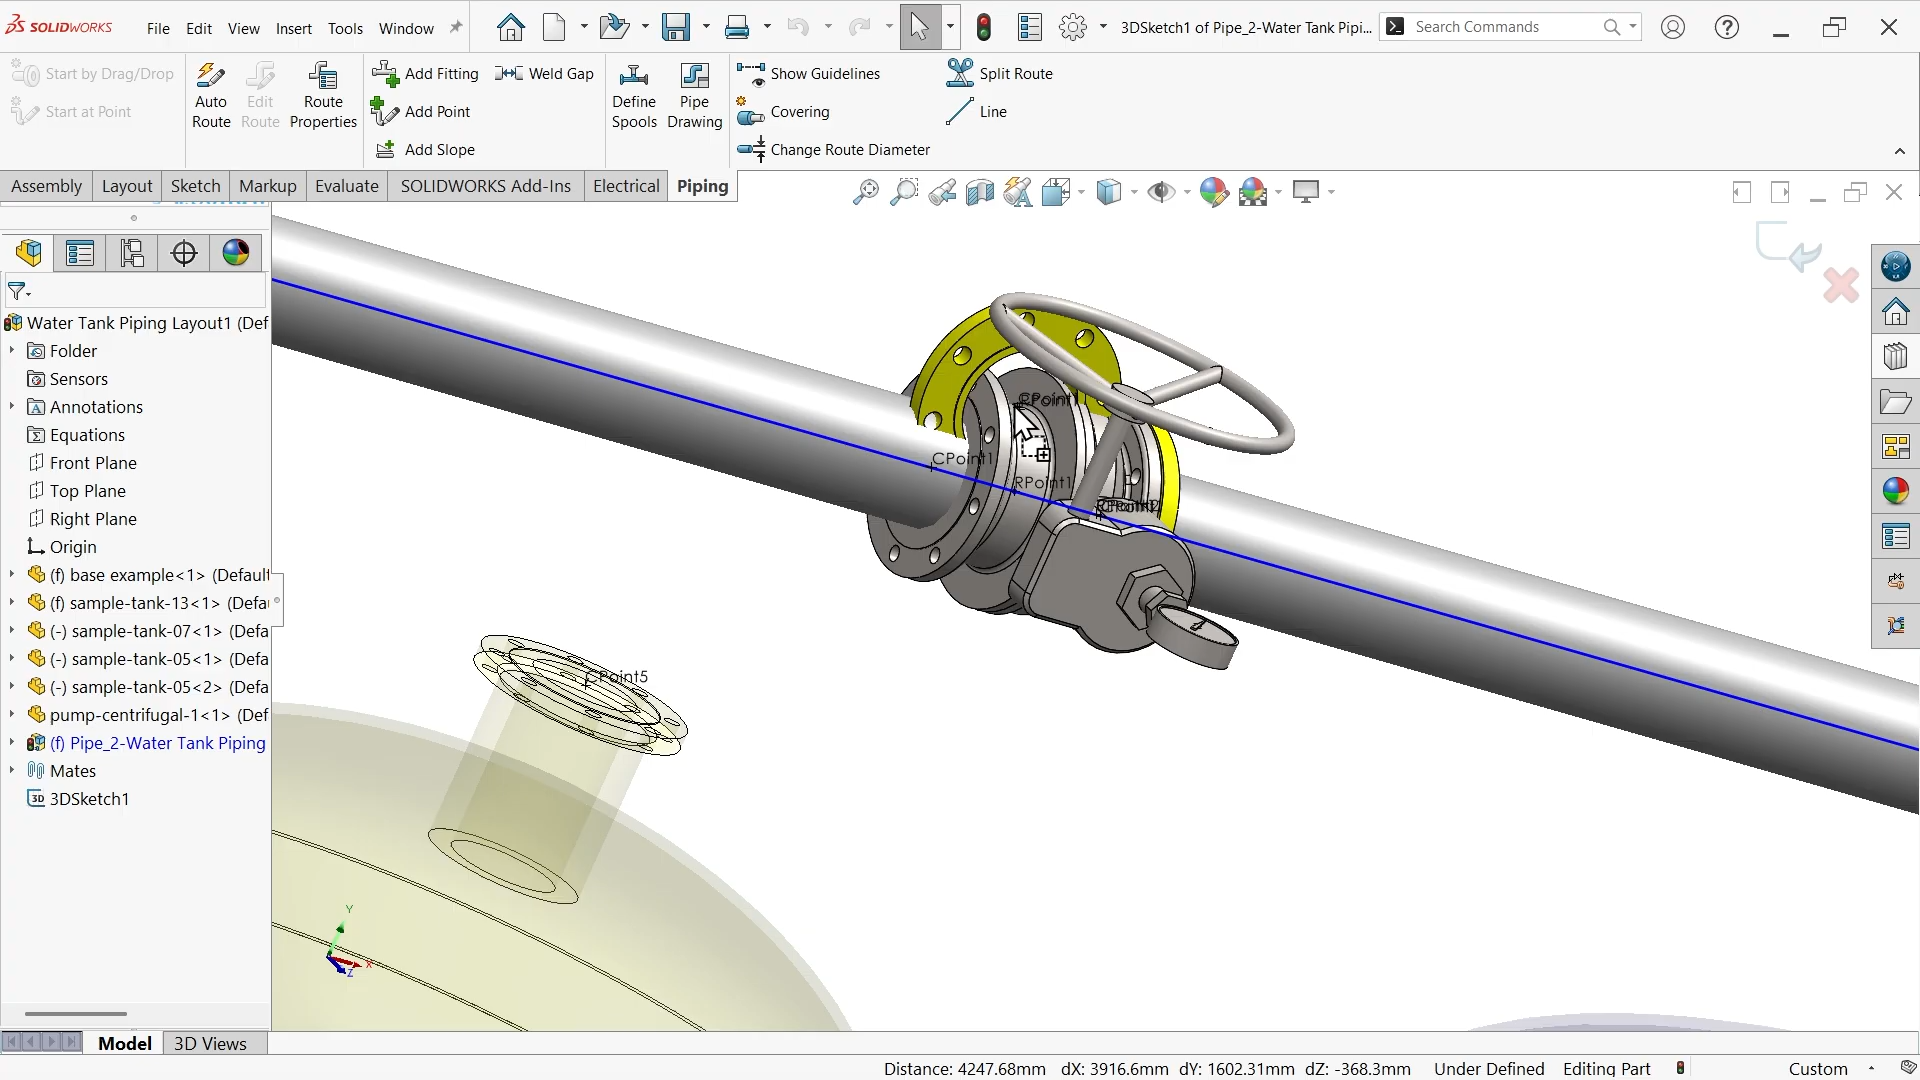 SOLIDWORKS
File Edit View Insert Tools Window
3DSketch1 of Pipe_2-Water Tank Pipi...
Search Commands
Start by Drag/Drop
Start at Point
Auto Route
Edit Route
Route Properties
Add Fitting
Weld Gap
Add Point
Add Slope
Define Spools
Pipe Drawing
Show Guidelines
Covering
Change Route Diameter
Split Route
Line
Assembly Layout Sketch Markup Evaluate SOLIDWORKS Add-Ins Electrical Piping
Water Tank Piping Layout1 (Def
Folder
Sensors
Annotations
Equations
Front Plane
Top Plane
Right Plane
Origin
(f) base example<1> (Default
(f) sample-tank-13<1> (Defa
(-) sample-tank-07<1> (Defa
(-) sample-tank-05<1> (Defa
(-) sample-tank-05<2> (Defa
pump-centrifugal-1<1> (Def
(f) Pipe_2-Water Tank Piping
Mates
3DSketch1
CPoint1
RPoint1
CPoint5
Y
X
Z
Model 3D Views
Distance: 4247.68mm dX: 3916.6mm dY: 1602.31mm dZ: -368.3mm Under Defined Editing Part Custom